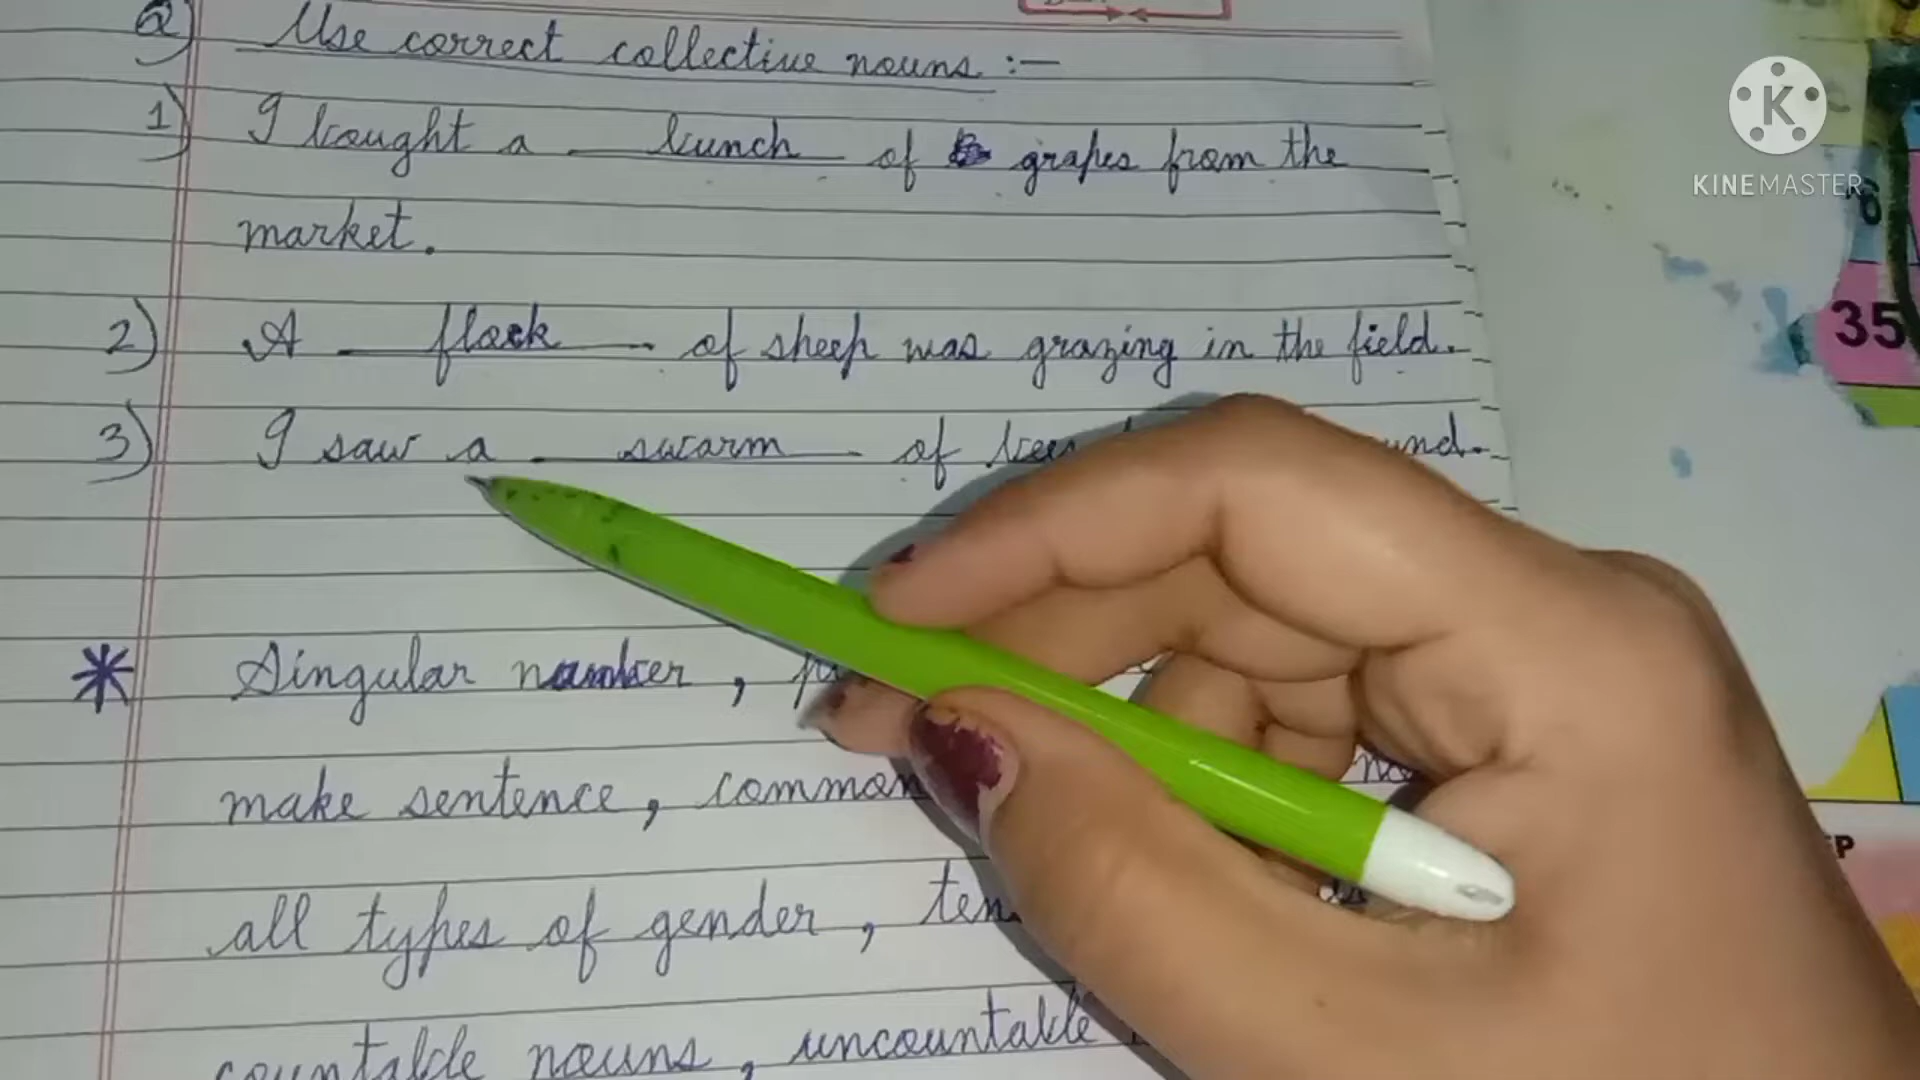 Q) Use correct collective nouns :-
1) I bought a bunch of grapes from the
market.
2) A flock of sheep was grazing in the field.
3) I saw a swarm of bees
KINEMASTER
6
35
* Singular number,
make sentence, common
all types of gender,
countable nouns, uncountable